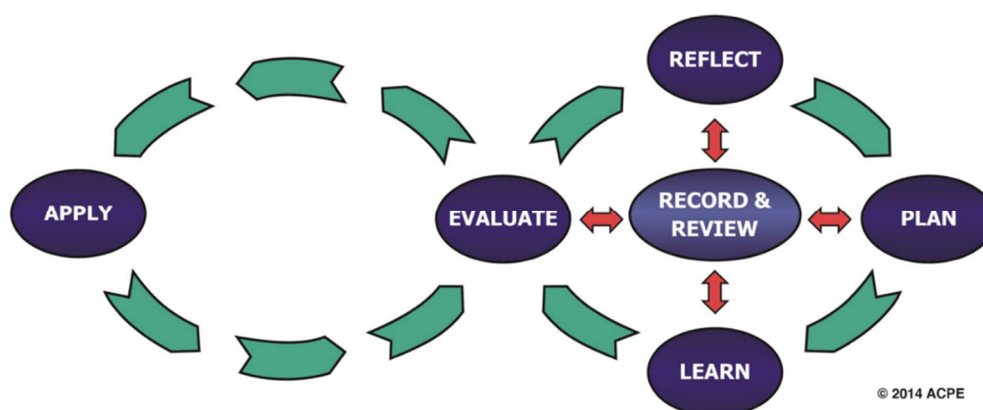 REFLECT
APPLY
EVALUATE
RECORD &
REVIEW
PLAN
LEARN
© 2014 ACPE